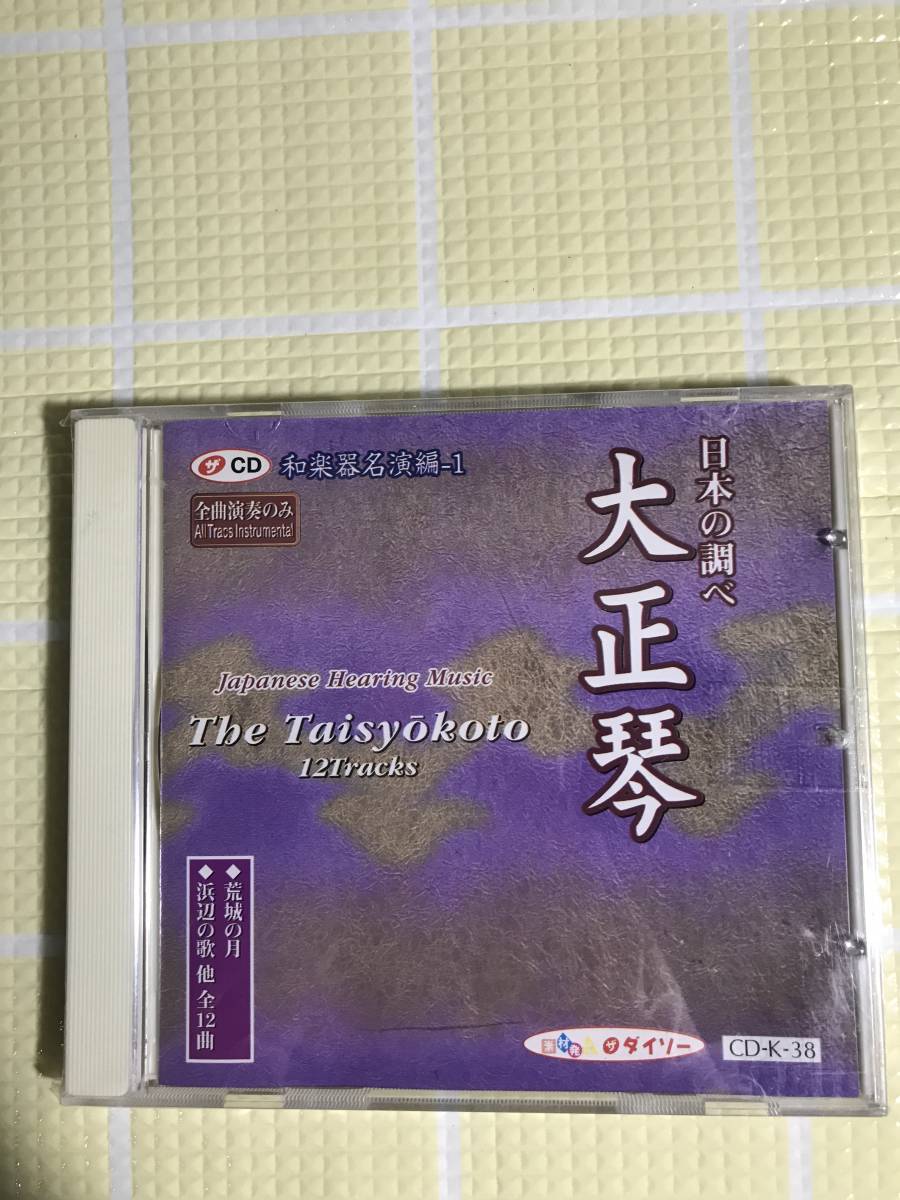 ザCD 和楽器名演編-1
全曲演奏のみ
All Tracs Instrumental
日本の調べ
大正琴
Japanese Hearing Music
The Taisyōkoto
12Tracks
◆荒城の月
◆浜辺の歌 他 全12曲
ザダイソー
CD-K-38